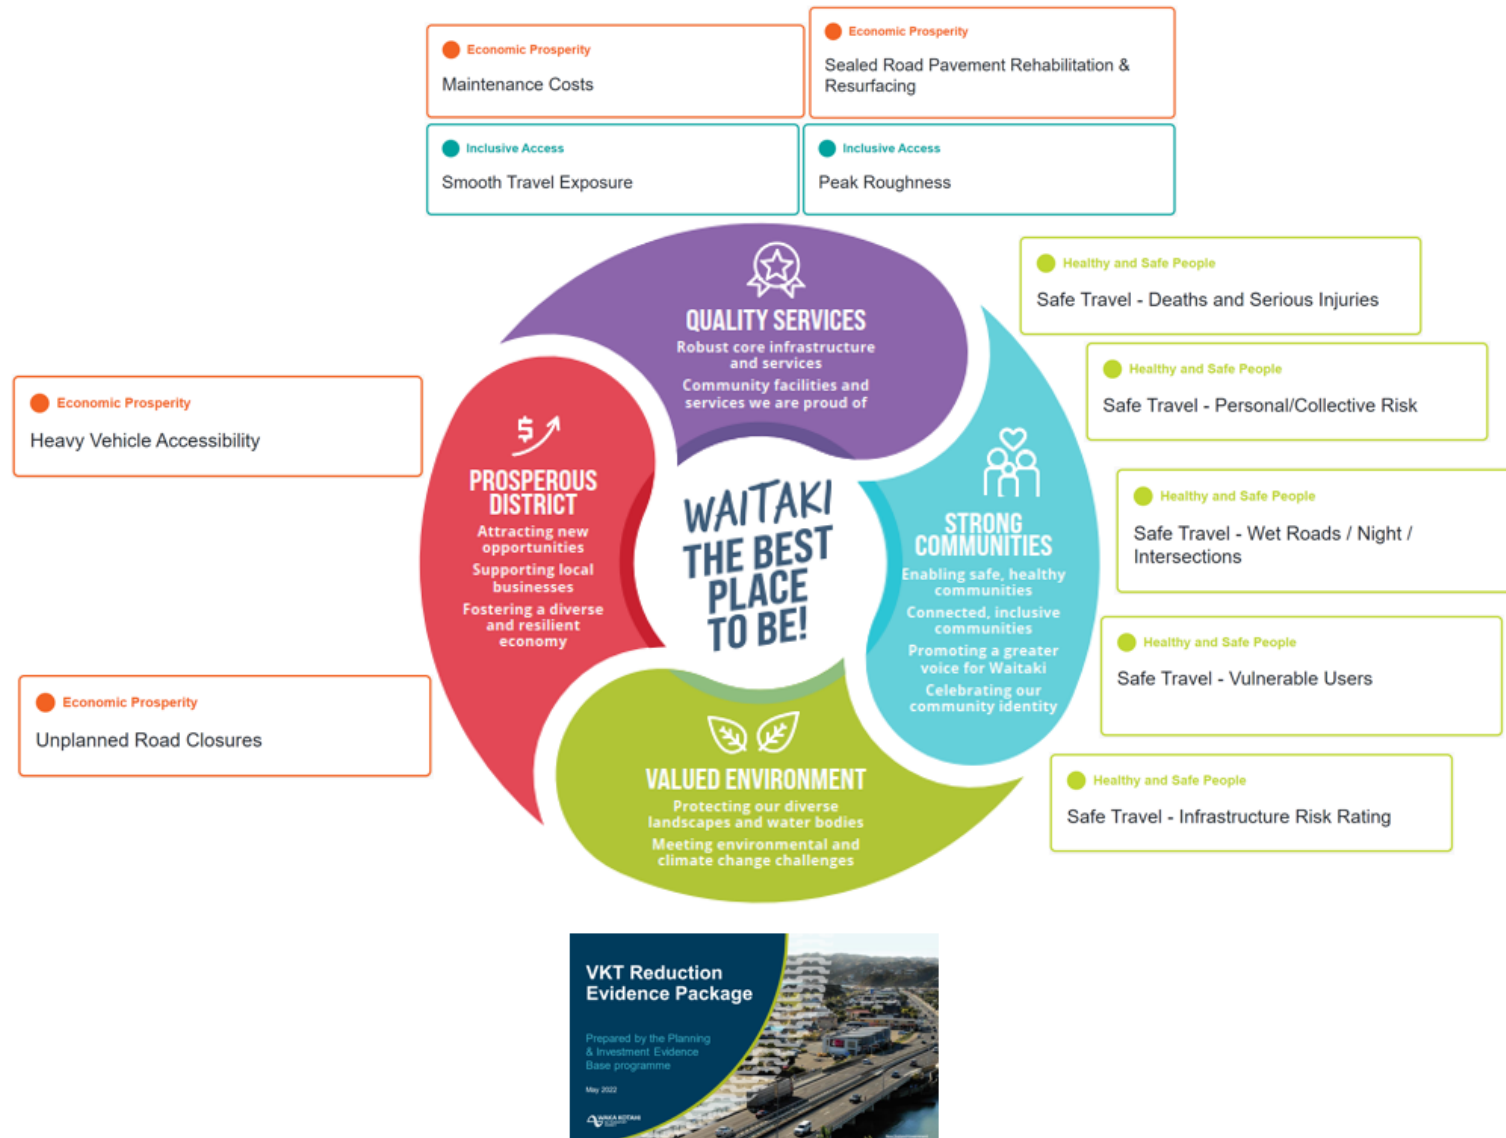 Economic Prosperity
Maintenance Costs
Economic Prosperity
Sealed Road Pavement Rehabilitation &
Resurfacing
Inclusive Access
Smooth Travel Exposure
Inclusive Access
Peak Roughness
Healthy and Safe People
Safe Travel - Deaths and Serious Injuries
Healthy and Safe People
Safe Travel - Personal/Collective Risk
Healthy and Safe People
Safe Travel - Wet Roads / Night /
Intersections
Healthy and Safe People
Safe Travel - Vulnerable Users
Healthy and Safe People
Safe Travel - Infrastructure Risk Rating
Economic Prosperity
Heavy Vehicle Accessibility
Economic Prosperity
Unplanned Road Closures
QUALITY SERVICES
Robust core infrastructure
and services
Community facilities and
services we are proud of
PROSPEROUS
DISTRICT
Attracting new
opportunities
Supporting local
businesses
Fostering a diverse
and resilient
economy
WAITAKI
THE BEST
PLACE
TO BE!
STRONG
COMMUNITIES
Enabling safe, healthy
communities
Connected, inclusive
communities
Promoting a greater
voice for Waitaki
Celebrating our
community identity
VALUED ENVIRONMENT
Protecting our diverse
landscapes and water bodies
Meeting environmental and
climate change challenges
VKT Reduction
Evidence Package
Prepared by the Planning
& Investment Evidence
Base programme
May 2022
WAKA KOTAHI